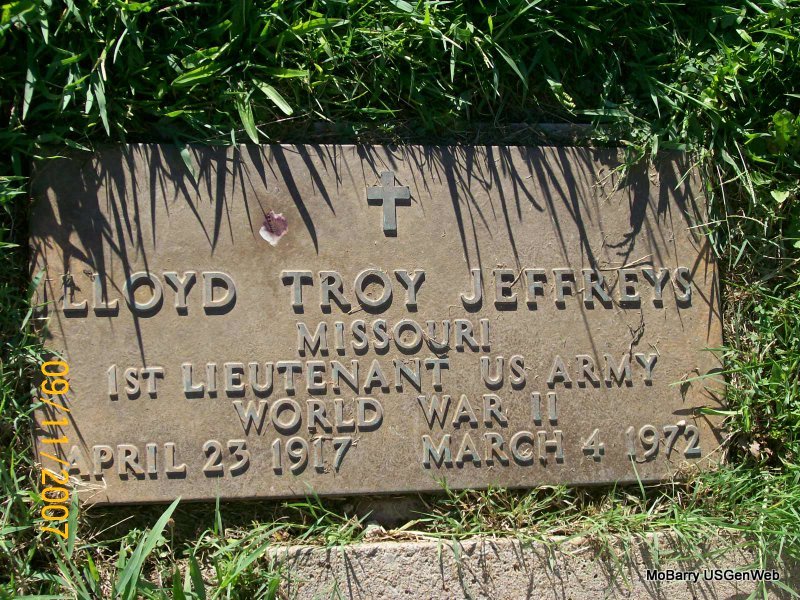 LLOYD TROY JEFFREYS
MISSOURI
1ST LIEUTENANT US ARMY
WORLD WAR II
APRIL 23 1917 MARCH 4 1972
09/11/2007
MoBarry USGenWeb